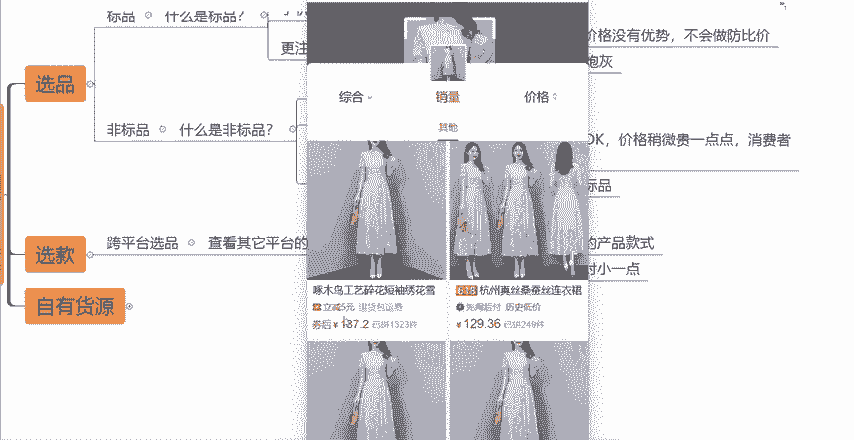 标品
什么是标品?
更注
价格没有优势，不会做防比价
炮灰
选品
综合
销量
价格
其他
非标品
什么是非标品?
OK，价格稍微贵一点点，消费者
标品
选款
跨平台选品
查看其它平台的
的产品款式
对小一点
自有货源
啄木鸟工艺碎花短袖绣花雪
立减5元 退货包运费
券后¥137.2 已拼1323件
杭州真丝桑蚕丝连衣裙
先用后付 历史低价
¥129.36 已拼249件